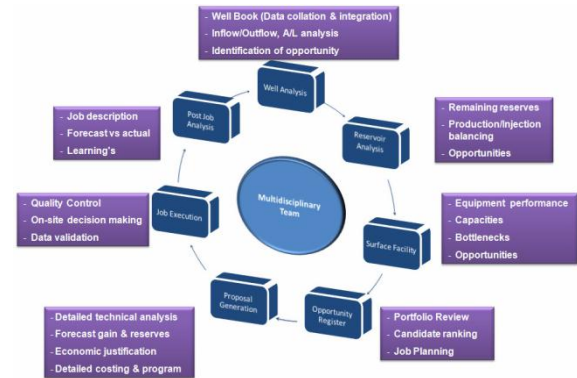 - Well Book (Data collation & integration)
- Inflow/Outflow, A/L analysis
- Identification of opportunity
Well Analysis
- Remaining reserves
- Production/Injection
balancing
- Opportunities
Reservoir
Analysis
- Equipment performance
- Capacities
- Bottlenecks
- Opportunities
Surface Facility
- Portfolio Review
- Candidate ranking
- Job Planning
Opportunity
Register
- Detailed technical analysis
- Forecast gain & reserves
- Economic justification
- Detailed costing & program
Proposal
Generation
- Quality Control
- On-site decision making
- Data validation
Job Execution
- Job description
- Forecast vs actual
- Learning's
Post Job
Analysis
Multidisciplinary
Team